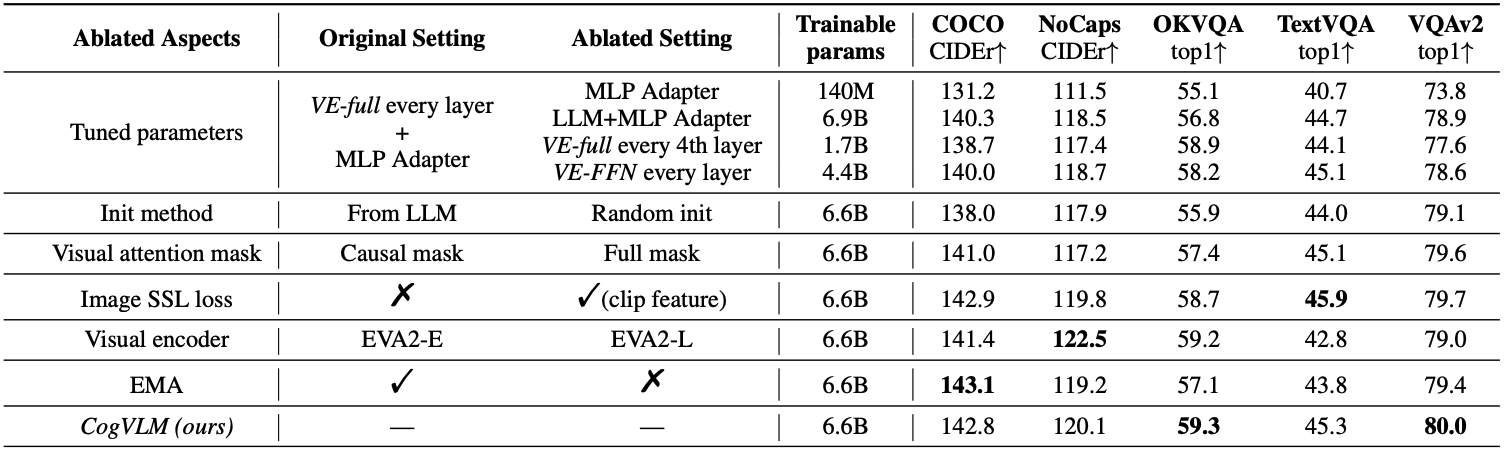 Ablated Aspects Original Setting Ablated Setting Trainable params COCO CIDEr↑ NoCaps CIDEr↑ OKVQA top1↑ TextVQA top1↑ VQAv2 top1↑
Tuned parameters VE-full every layer + MLP Adapter MLP Adapter 140M 131.2 111.5 55.1 40.7 73.8
LLM+MLP Adapter 6.9B 140.3 118.5 56.8 44.7 78.9
VE-full every 4th layer 1.7B 138.7 117.4 58.9 44.1 77.6
VE-FFN every layer 4.4B 140.0 118.7 58.2 45.1 78.6
Init method From LLM Random init 6.6B 138.0 117.9 55.9 44.0 79.1
Visual attention mask Causal mask Full mask 6.6B 141.0 117.2 57.4 45.1 79.6
Image SSL loss ✗ ✓(clip feature) 6.6B 142.9 119.8 58.7 45.9 79.7
Visual encoder EVA2-E EVA2-L 6.6B 141.4 122.5 59.2 42.8 79.0
EMA ✓ ✗ 6.6B 143.1 119.2 57.1 43.8 79.4
CogVLM (ours) — — 6.6B 142.8 120.1 59.3 45.3 80.0